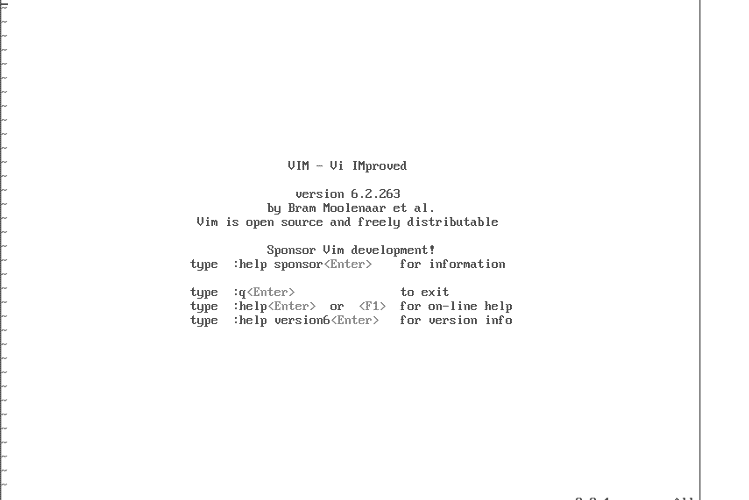 VIM - Vi IMproved
version 6.2.263
by Bram Moolenaar et al.
Vim is open source and freely distributable
Sponsor Vim development!
type :help sponsor<Enter> for information
type :q<Enter> to exit
type :help<Enter> or <F1> for on-line help
type :help version6<Enter> for version info